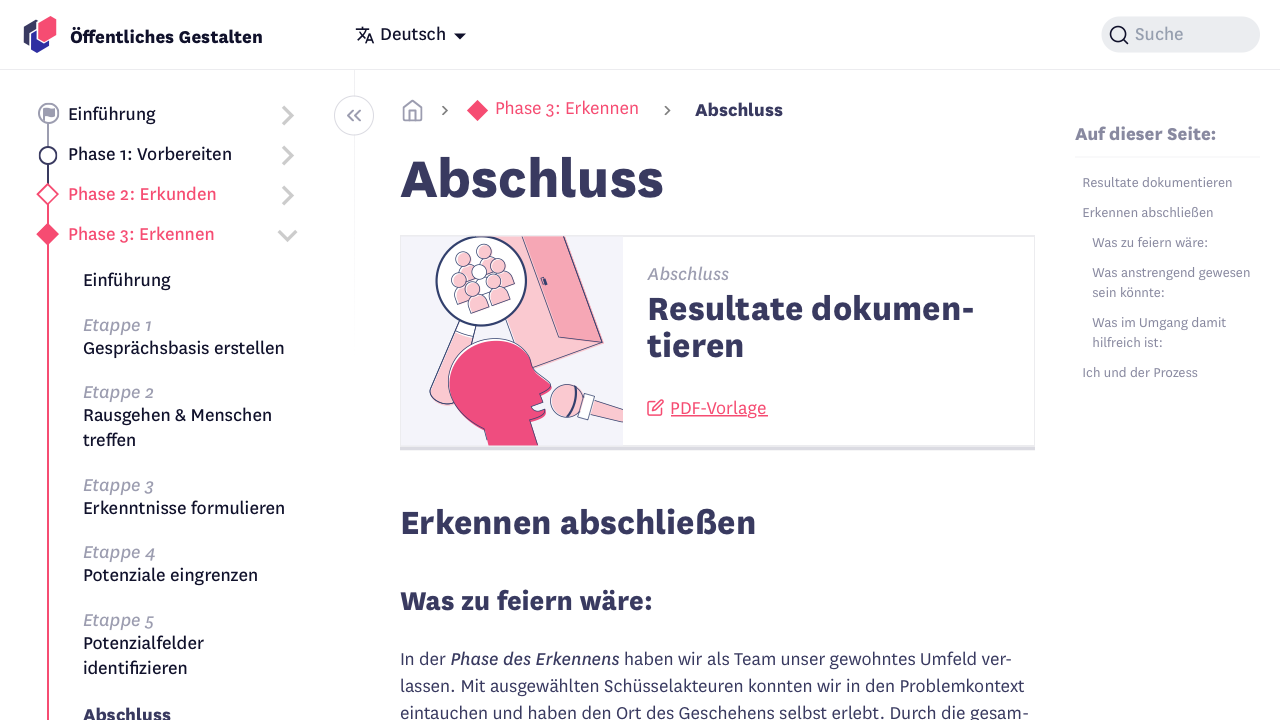 Öffentliches Gestalten
Deutsch
Suche
Einführung
Phase 1: Vorbereiten
Phase 2: Erkunden
Phase 3: Erkennen
Einführung
Etappe 1
Gesprächsbasis erstellen
Etappe 2
Rausgehen & Menschen
treffen
Etappe 3
Erkenntnisse formulieren
Etappe 4
Potenziale eingrenzen
Etappe 5
Potenzialfelder
identifizieren
Abschluss
Phase 3: Erkennen
Abschluss
Abschluss
Abschluss
Resultate dokumen-
tieren
PDF-Vorlage
Erkennen abschließen
Was zu feiern wäre:
In der Phase des Erkennens haben wir als Team unser gewohntes Umfeld ver-
lassen. Mit ausgewählten Schüsselakteuren konnten wir in den Problemkontext
eintauchen und haben den Ort des Geschehens selbst erlebt. Durch die gesam-
Auf dieser Seite:
Resultate dokumentieren
Erkennen abschließen
Was zu feiern wäre:
Was anstrengend gewesen
sein könnte:
Was im Umgang damit
hilfreich ist:
Ich und der Prozess